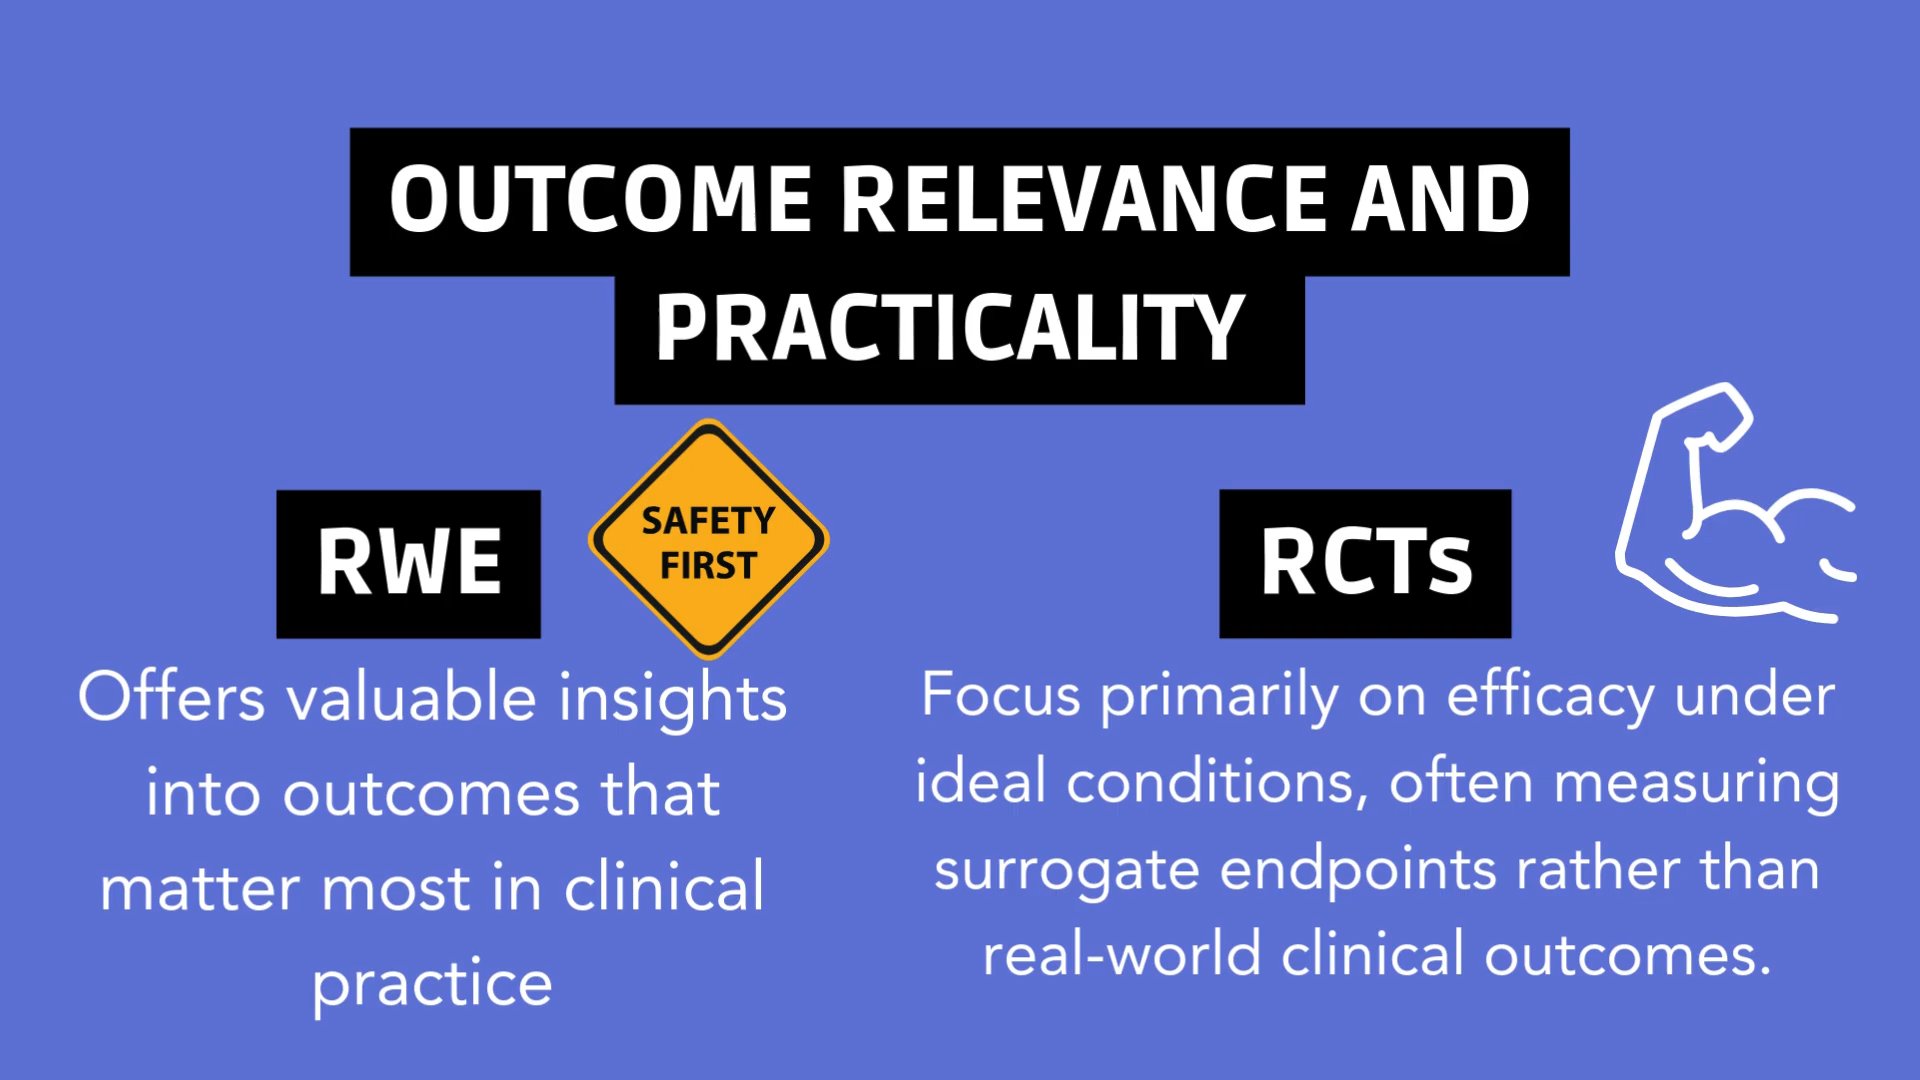 OUTCOME RELEVANCE AND
PRACTICALITY
RWE
SAFETY
FIRST
Offers valuable insights
into outcomes that
matter most in clinical
practice
RCTs
Focus primarily on efficacy under
ideal conditions, often measuring
surrogate endpoints rather than
real-world clinical outcomes.